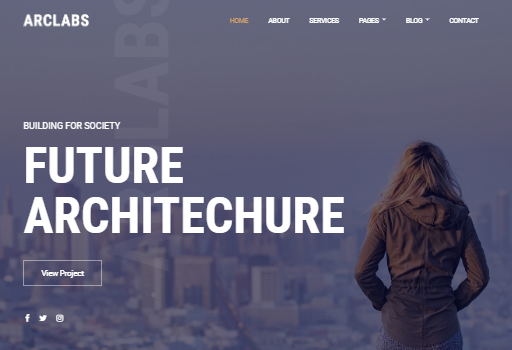 ARCLABS
HOME ABOUT SERVICES PAGES BLOG CONTACT
ARCLABS
BUILDING FOR SOCIETY
FUTURE
ARCHITECHURE
View Project